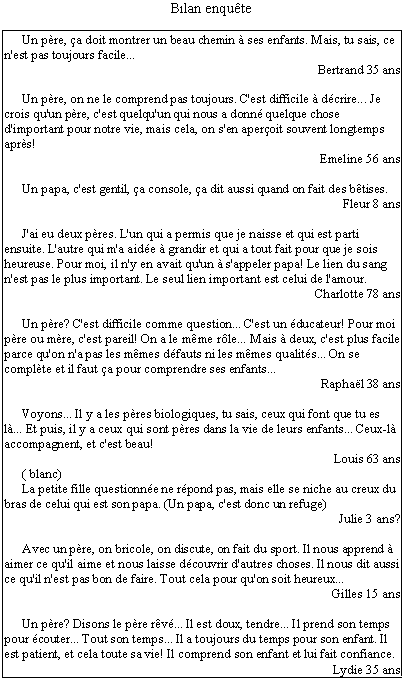 Bilan enquête
Un père, ça doit montrer un beau chemin à ses enfants. Mais, tu sais, ce
n'est pas toujours facile...
Bertrand 35 ans
Un père, on ne le comprend pas toujours. C'est difficile à décrire... Je
crois qu'un père, c'est quelqu'un qui nous a donné quelque chose
d'important pour notre vie, mais cela, on s'en aperçoit souvent longtemps
après!
Emeline 56 ans
Un papa, c'est gentil, ça console, ça dit aussi quand on fait des bêtises.
Fleur 8 ans
J'ai eu deux pères. L'un qui a permis que je naisse et qui est parti
ensuite. L'autre qui m'a aidée à grandir et qui a tout fait pour que je sois
heureuse. Pour moi, il n'y en avait qu'un à s'appeler papa! Le lien du sang
n'est pas le plus important. Le seul lien important est celui de l'amour.
Charlotte 78 ans
Un père? C'est difficile comme question... C'est un éducateur! Pour moi
père ou mère, c'est pareil! On a le même rôle... Mais à deux, c'est plus facile
parce qu'on n'a pas les mêmes défauts ni les mêmes qualités... On se
complète et il faut ça pour comprendre ses enfants...
Raphaël 38 ans
Voyons... Il y a les pères biologiques, tu sais, ceux qui font que tu es
là... Et puis, il y a ceux qui sont pères dans la vie de leurs enfants... Ceux-là
accompagnent, et c'est beau!
Louis 63 ans
( blanc)
La petite fille questionnée ne répond pas, mais elle se niche au creux du
bras de celui qui est son papa. (Un papa, c'est donc un refuge)
Julie 3 ans?
Avec un père, on bricole, on discute, on fait du sport. Il nous apprend à
aimer ce qu'il aime et nous laisse découvrir d'autres choses. Il nous dit aussi
ce qu'il n'est pas bon de faire. Tout cela pour qu'on soit heureux...
Gilles 15 ans
Un père? Disons le père rêvé... Il est doux, tendre... Il prend son temps
pour écouter... Tout son temps... Il a toujours du temps pour son enfant. Il
est patient, et cela toute sa vie! Il comprend son enfant et lui fait confiance.
Lydie 35 ans